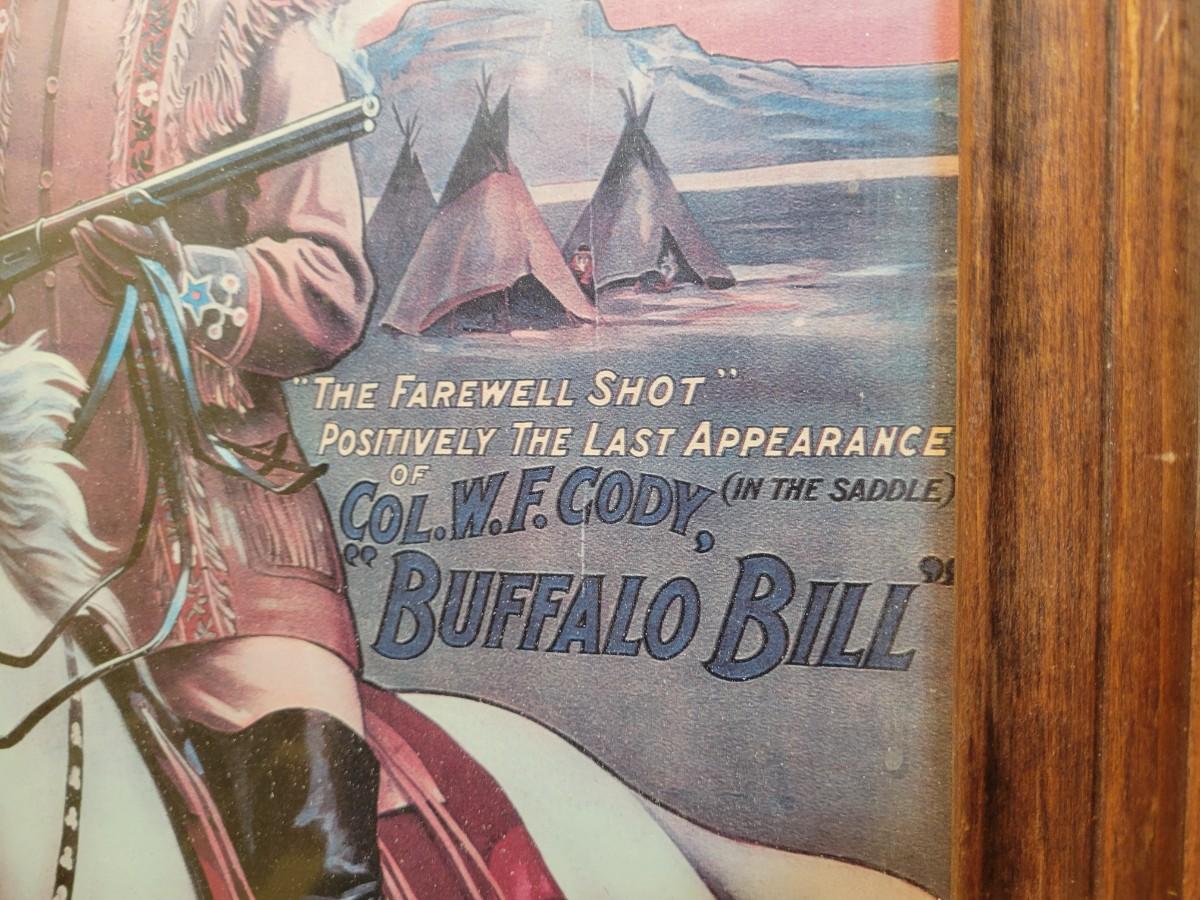 "THE FAREWELL SHOT"
POSITIVELY THE LAST APPEARANCE
OF
COL. W. F. CODY, (IN THE SADDLE)
"BUFFALO BILL"